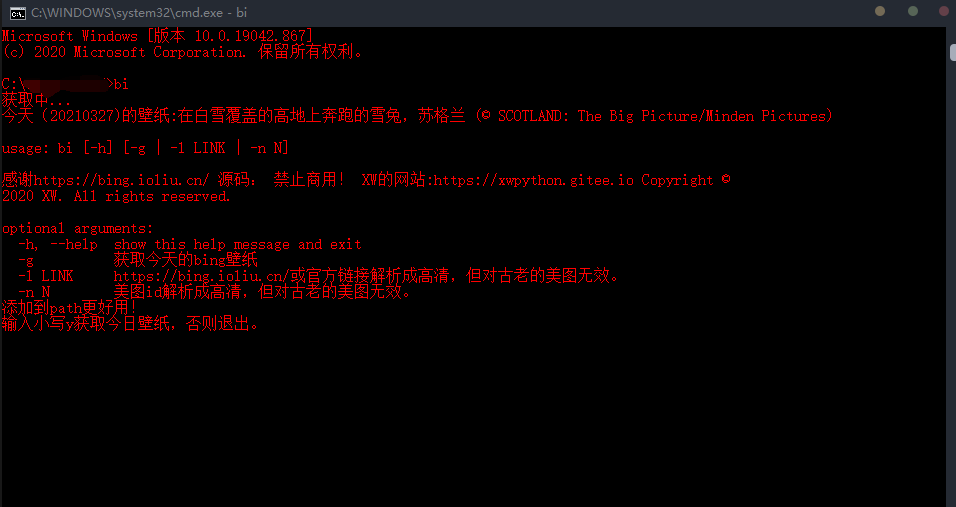 C:\WINDOWS\system32\cmd.exe - bi
Microsoft Windows [版本 10.0.19042.867]
(c) 2020 Microsoft Corporation. 保留所有权利。
C:\ >bi
获取中...
今天 (20210327)的壁纸:在白雪覆盖的高地上奔跑的雪兔，苏格兰 (© SCOTLAND: The Big Picture/Minden Pictures)
usage: bi [-h] [-g | -l LINK | -n N]
感谢https://bing.ioliu.cn/ 源码： 禁止商用！ XW的网站:https://xwpython.gitee.io Copyright ©
2020 XW. All rights reserved.
optional arguments:
-h, --help show this help message and exit
-g 获取今天的bing壁纸
-l LINK https://bing.ioliu.cn/或官方链接解析成高清，但对古老的美图无效。
-n N 美图id解析成高清，但对古老的美图无效。
添加到path更好用！
输入小写y获取今日壁纸，否则退出。